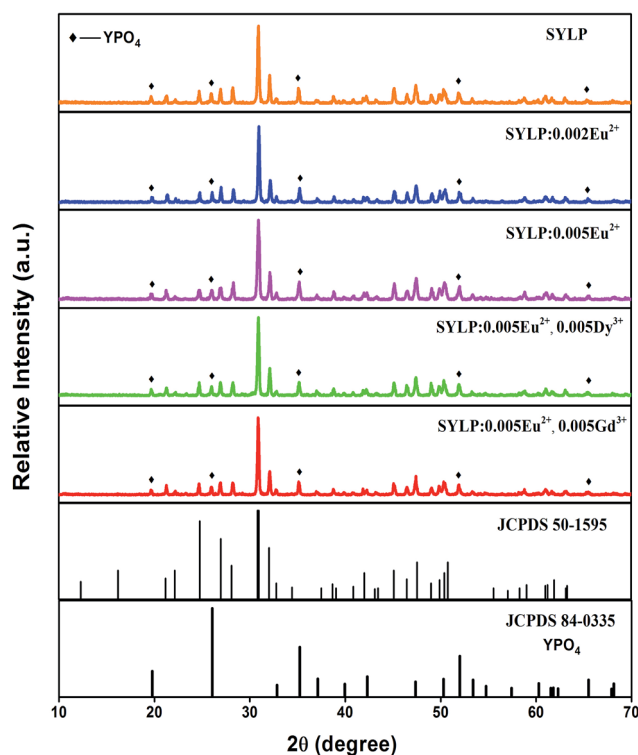 ◆ — YPO₄
SYLP
SYLP:0.002Eu²⁺
SYLP:0.005Eu²⁺
SYLP:0.005Eu²⁺, 0.005Dy³⁺
SYLP:0.005Eu²⁺, 0.005Gd³⁺
JCPDS 50-1595
JCPDS 84-0335
YPO₄
Relative Intensity (a.u.)
10 20 30 40 50 60 70
2θ (degree)